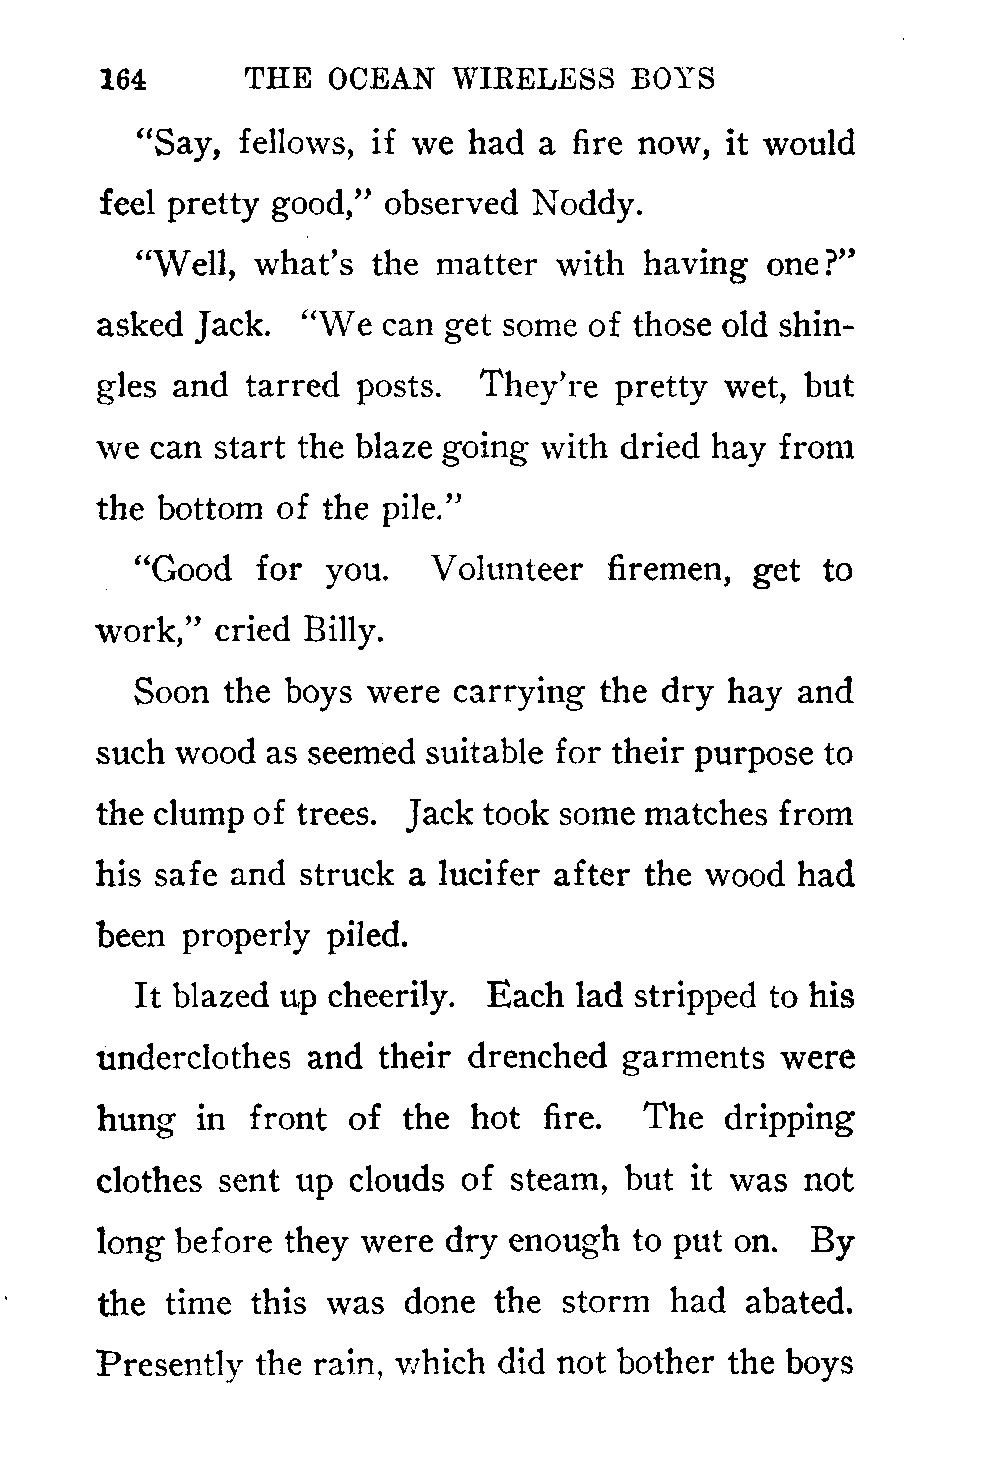 164 THE OCEAN WIRELESS BOYS
“Say, fellows, if we had a fire now, it would
feel pretty good,” observed Noddy.
“Well, what’s the matter with having one?”
asked Jack. “We can get some of those old shin-
gles and tarred posts. They’re pretty wet, but
we can start the blaze going with dried hay from
the bottom of the pile.”
“Good for you. Volunteer firemen, get to
work,” cried Billy.
Soon the boys were carrying the dry hay and
such wood as seemed suitable for their purpose to
the clump of trees. Jack took some matches from
his safe and struck a lucifer after the wood had
been properly piled.
It blazed up cheerily. Each lad stripped to his
underclothes and their drenched garments were
hung in front of the hot fire. The dripping
clothes sent up clouds of steam, but it was not
long before they were dry enough to put on. By
the time this was done the storm had abated.
Presently the rain, which did not bother the boys